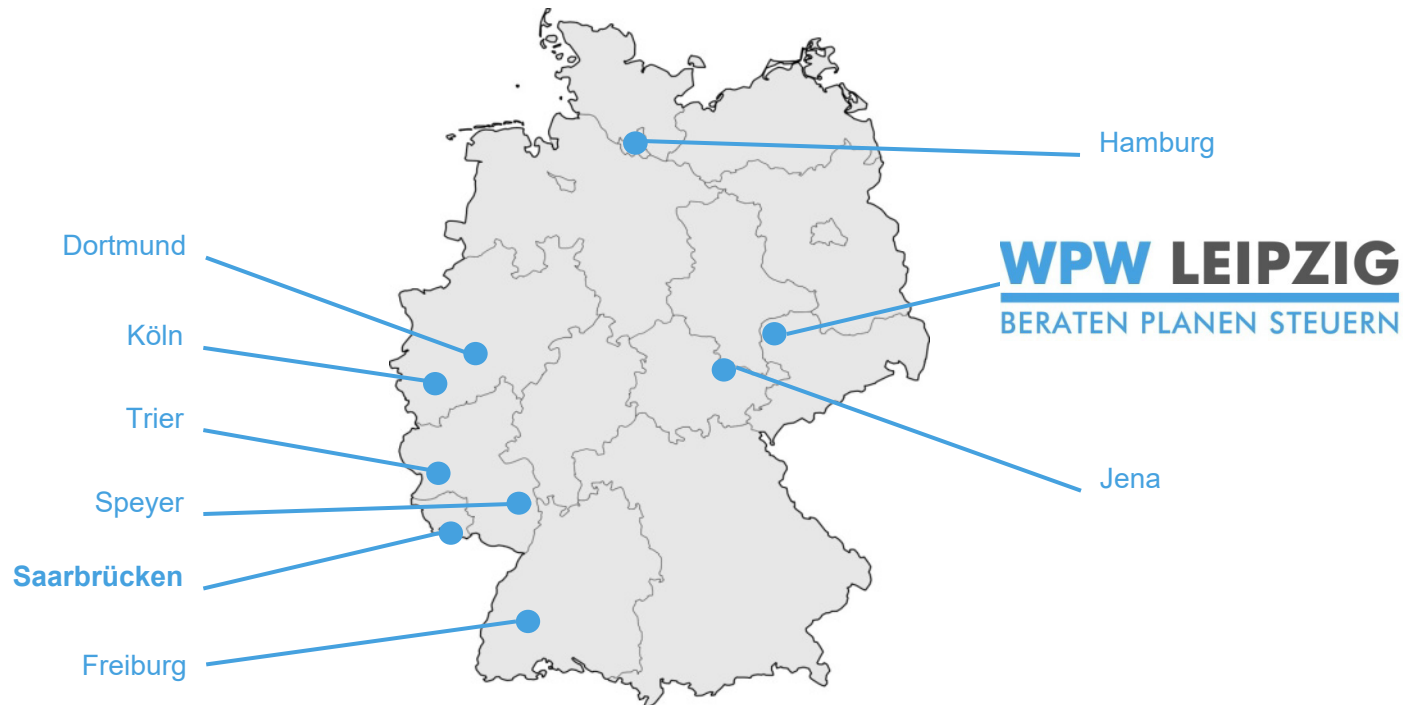 Hamburg
Dortmund
WPW LEIPZIG
BERATEN PLANEN STEUERN
Köln
Trier
Jena
Speyer
Saarbrücken
Freiburg